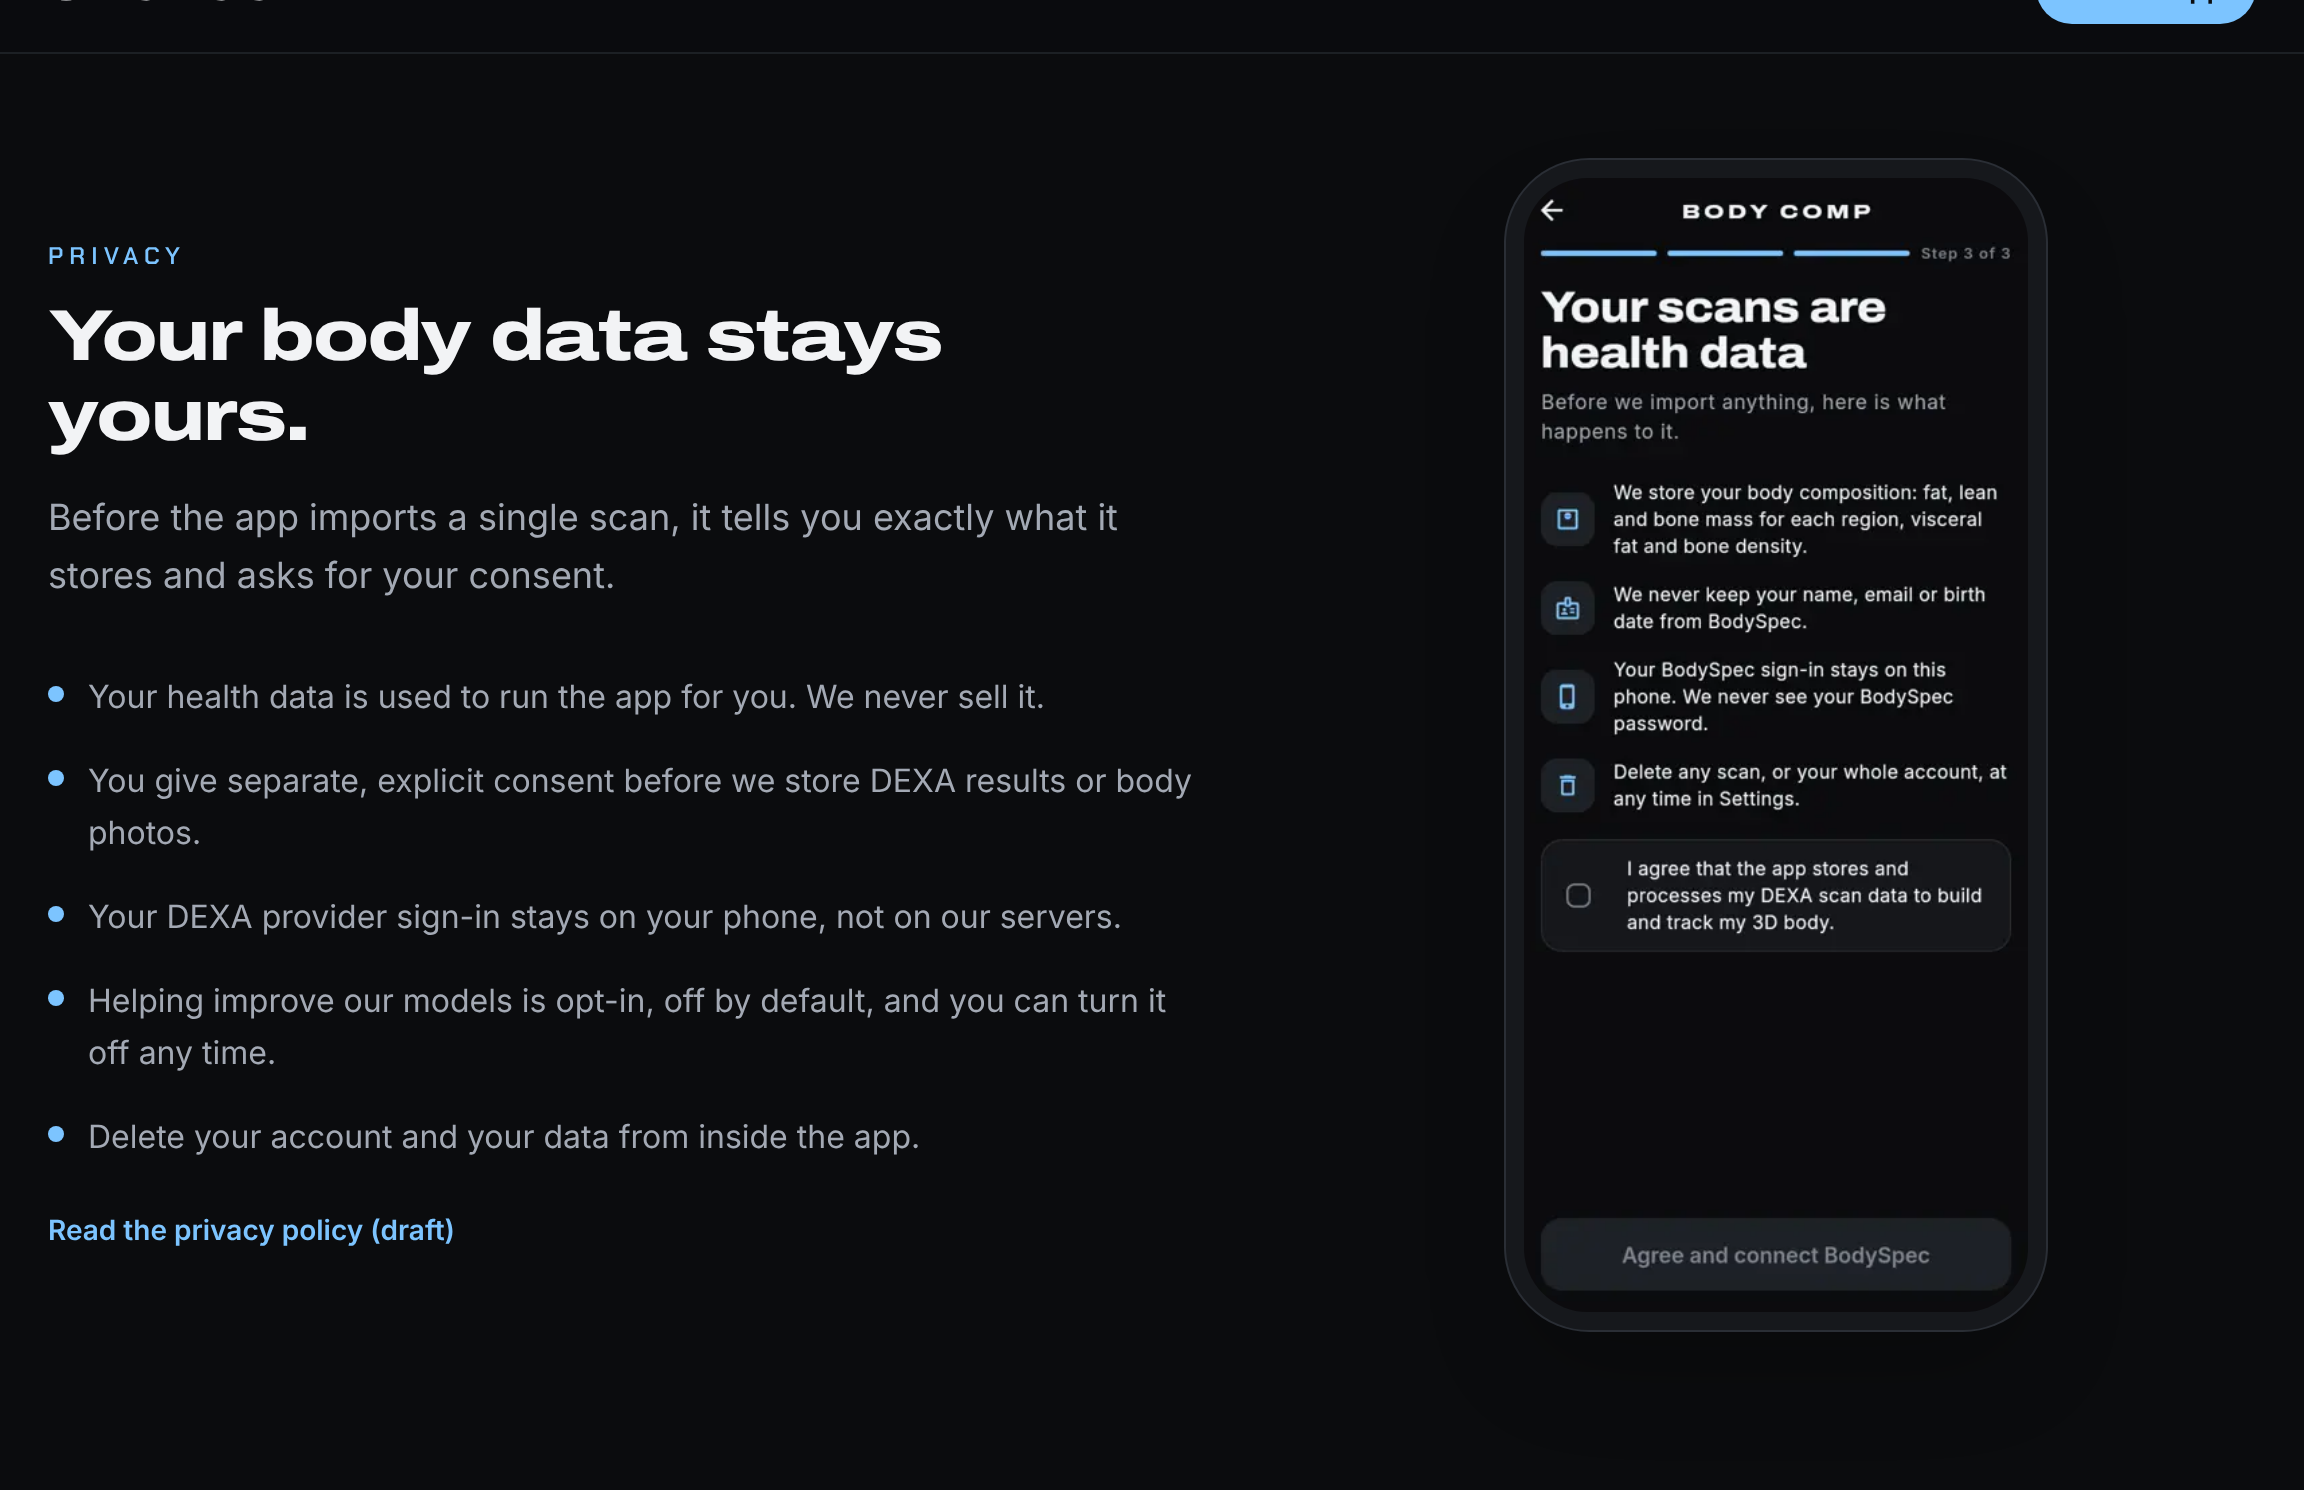 PRIVACY
Your body data stays
yours.
Before the app imports a single scan, it tells you exactly what it
stores and asks for your consent.
Your health data is used to run the app for you. We never sell it.
You give separate, explicit consent before we store DEXA results or body
photos.
Your DEXA provider sign-in stays on your phone, not on our servers.
Helping improve our models is opt-in, off by default, and you can turn it
off any time.
Delete your account and your data from inside the app.
Read the privacy policy (draft)
BODY COMP
Step 3 of 3
Your scans are
health data
Before we import anything, here is what
happens to it.
We store your body composition: fat, lean
and bone mass for each region, visceral
fat and bone density.
We never keep your name, email or birth
date from BodySpec.
Your BodySpec sign-in stays on this
phone. We never see your BodySpec
password.
Delete any scan, or your whole account, at
any time in Settings.
I agree that the app stores and
processes my DEXA scan data to build
and track my 3D body.
Agree and connect BodySpec